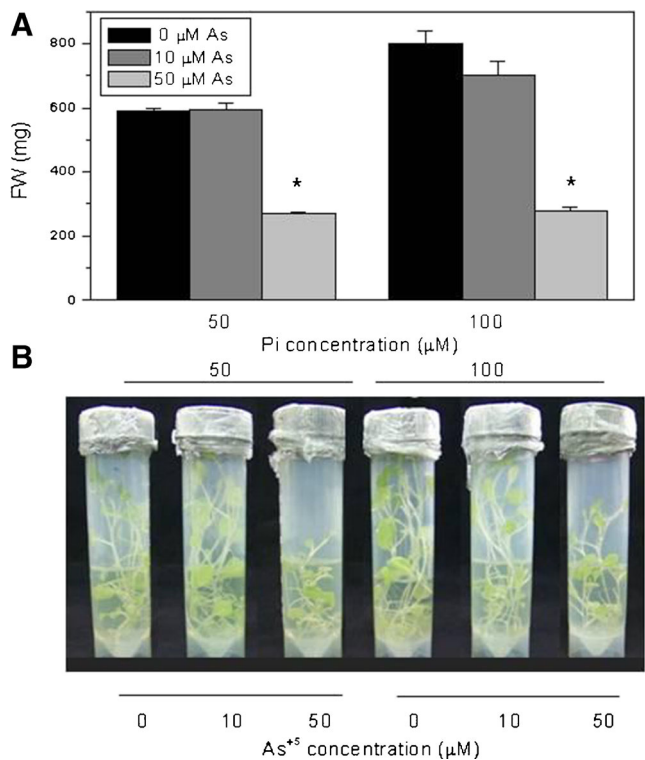 A
0 µM As
10 µM As
50 µM As
FW (mg)
800
600
400
200
0
*
*
50 100
Pi concentration (µM)
B
50 100
0 10 50 0 10 50
As+5 concentration (µM)